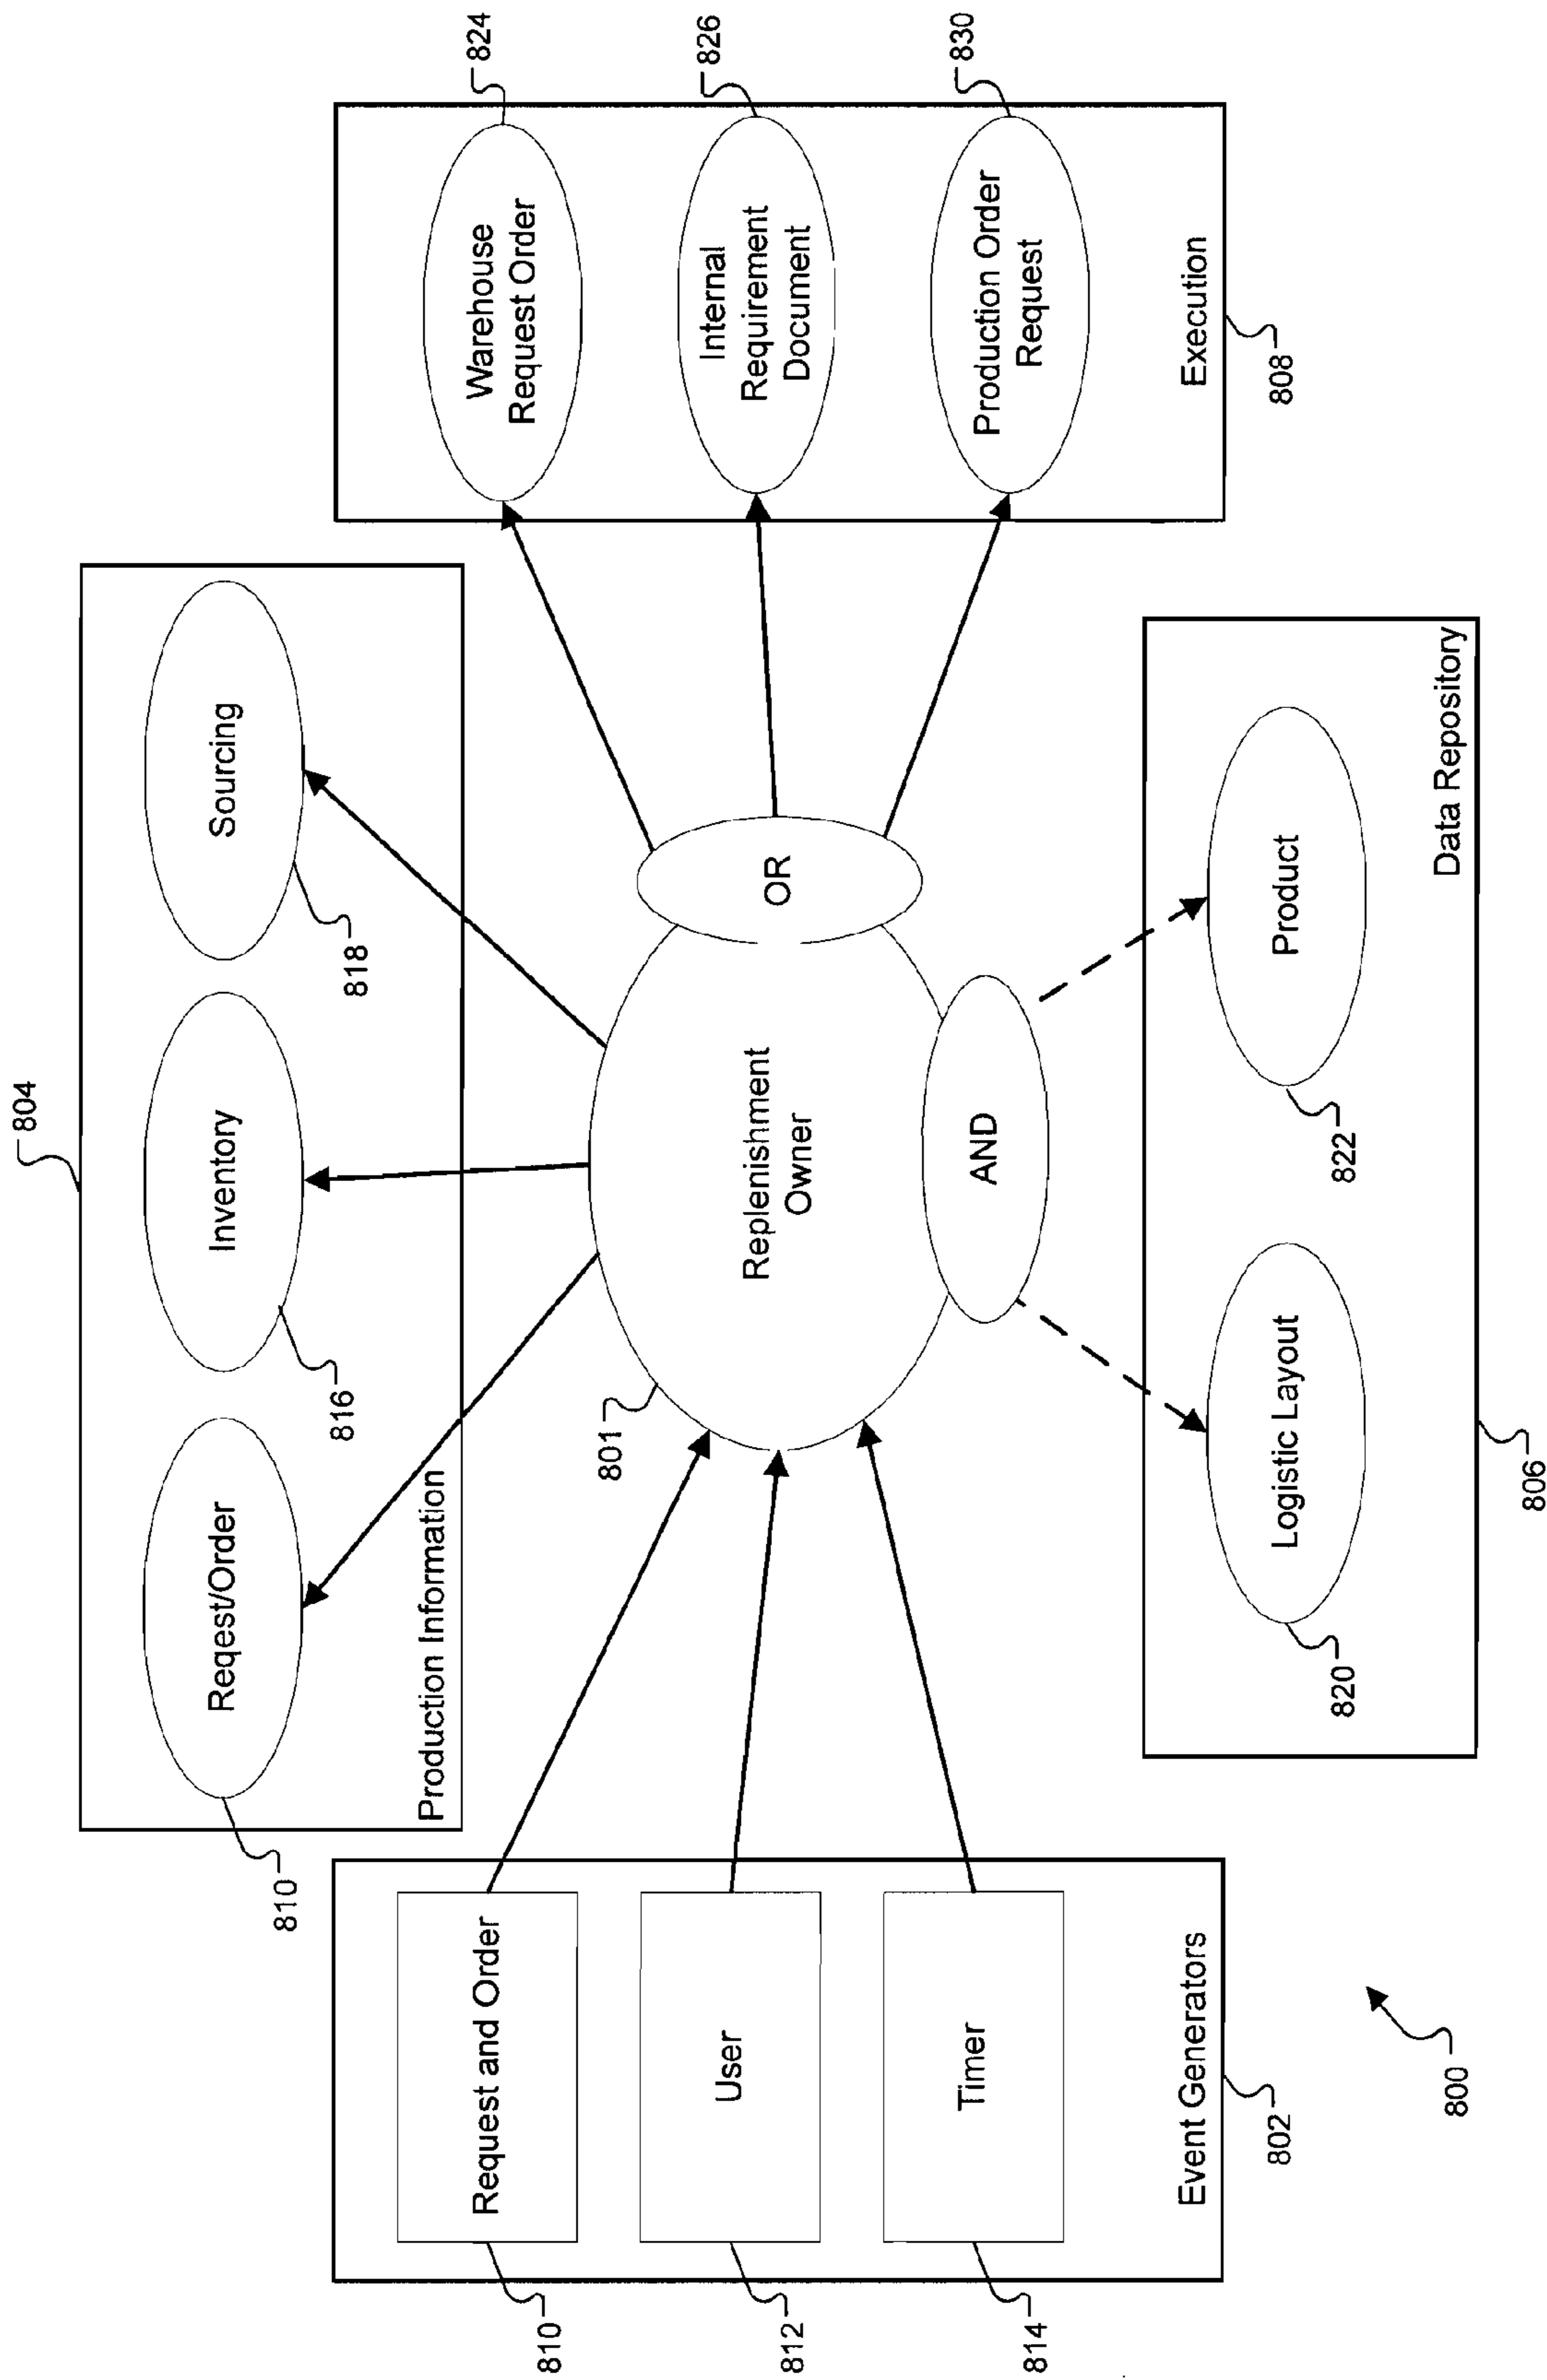 804
Reqest/Order
Inventory
Sourcing
Production Information
810
816
818
824
Warehouse
Request Order
826
Internal
Requirement
Document
830
Production Order
Request
Execution
808
801
Replenishment
Owner
OR
AND
Request and Order
810
User
812
Timer
814
Event Generators
802
Logistic Layout
820
Product
822
Data Repository
806
800